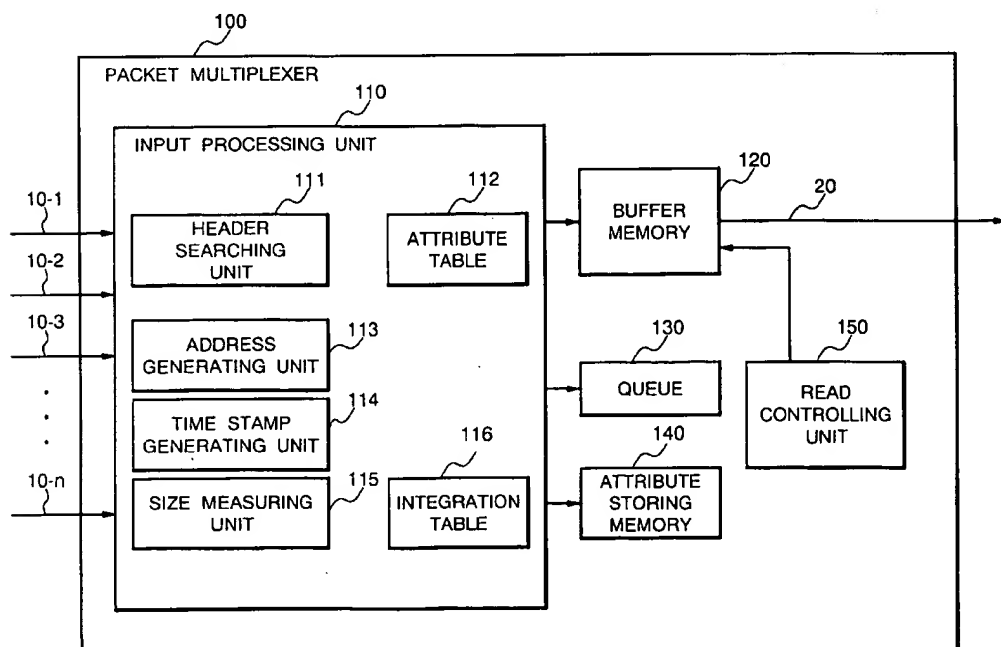 100
PACKET MULTIPLEXER
110
INPUT PROCESSING UNIT
111
HEADER
SEARCHING
UNIT
112
ATTRIBUTE
TABLE
120
BUFFER
MEMORY
20
10-1
10-2
10-3
10-n
113
ADDRESS
GENERATING UNIT
114
TIME STAMP
GENERATING UNIT
115
SIZE MEASURING
UNIT
116
INTEGRATION
TABLE
130
QUEUE
140
ATTRIBUTE
STORING
MEMORY
150
READ
CONTROLLING
UNIT